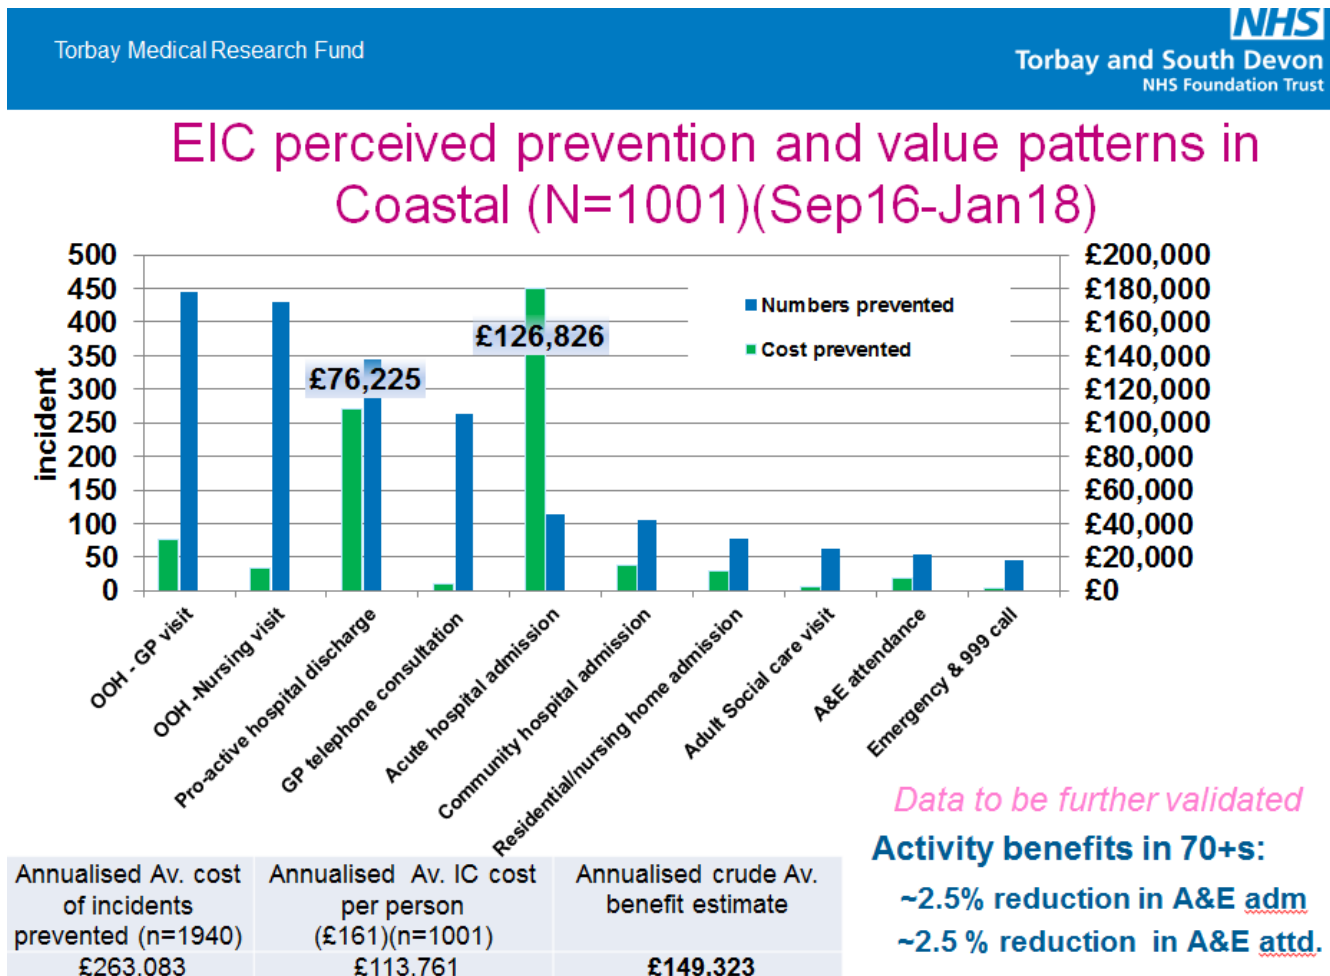 Torbay Medical Research Fund
NHS
Torbay and South Devon
NHS Foundation Trust
EIC perceived prevention and value patterns in
Coastal (N=1001)(Sep16-Jan18)
500
450
400
350
300
250
200
150
100
50
0
incident
£200,000
£180,000
£160,000
£140,000
£120,000
£100,000
£80,000
£60,000
£40,000
£20,000
£0
Numbers prevented
Cost prevented
£76,225
£126,826
OOH - GP visit
OOH -Nursing visit
Pro-active hospital discharge
GP telephone consultation
Acute hospital admission
Community hospital admission
Residential/nursing home admission
Adult Social care visit
A&E attendance
Emergency & 999 call
Data to be further validated
Activity benefits in 70+s:
~2.5% reduction in A&E adm
~2.5 % reduction in A&E attd.
Annualised Av. cost
of incidents
prevented (n=1940)
Annualised Av. IC cost
per person
(£161)(n=1001)
Annualised crude Av.
benefit estimate
£263,083
£113,761
£149,323